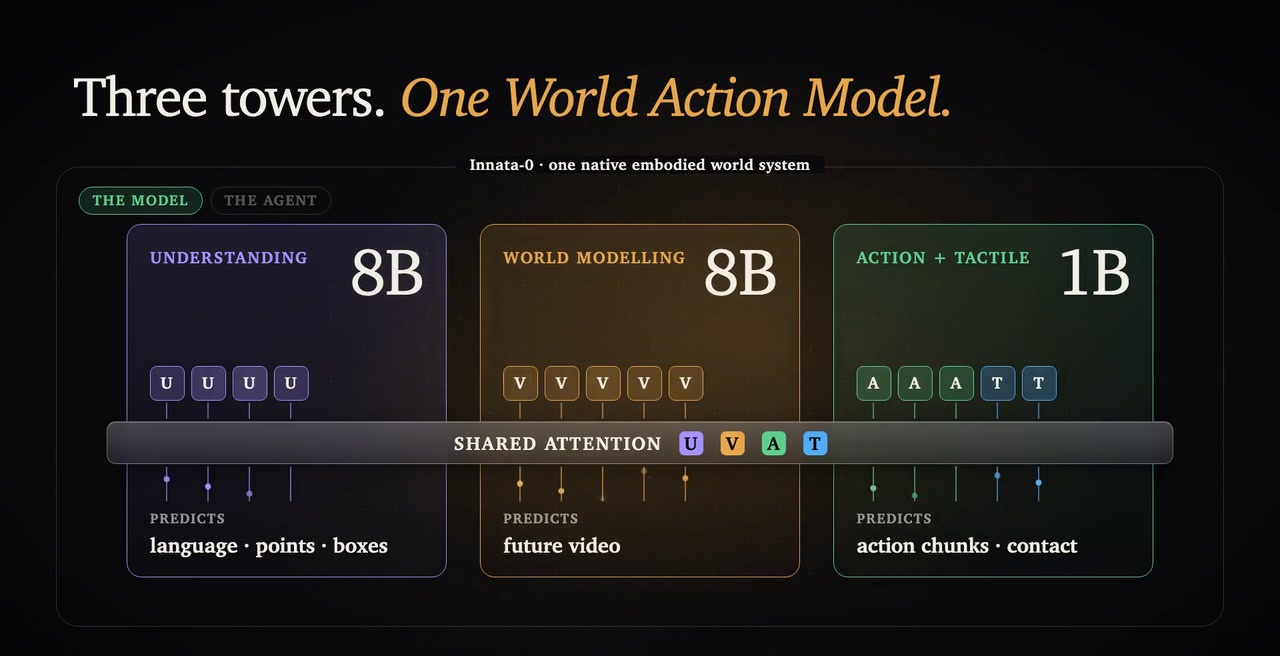 Three towers. One World Action Model.
Innata-0 · one native embodied world system
THE MODEL THE AGENT
UNDERSTANDING 8B
WORLD MODELLING 8B
ACTION + TACTILE 1B
U U U U
V V V V V
A A A T T
SHARED ATTENTION U V A T
PREDICTS
language · points · boxes
PREDICTS
future video
PREDICTS
action chunks · contact